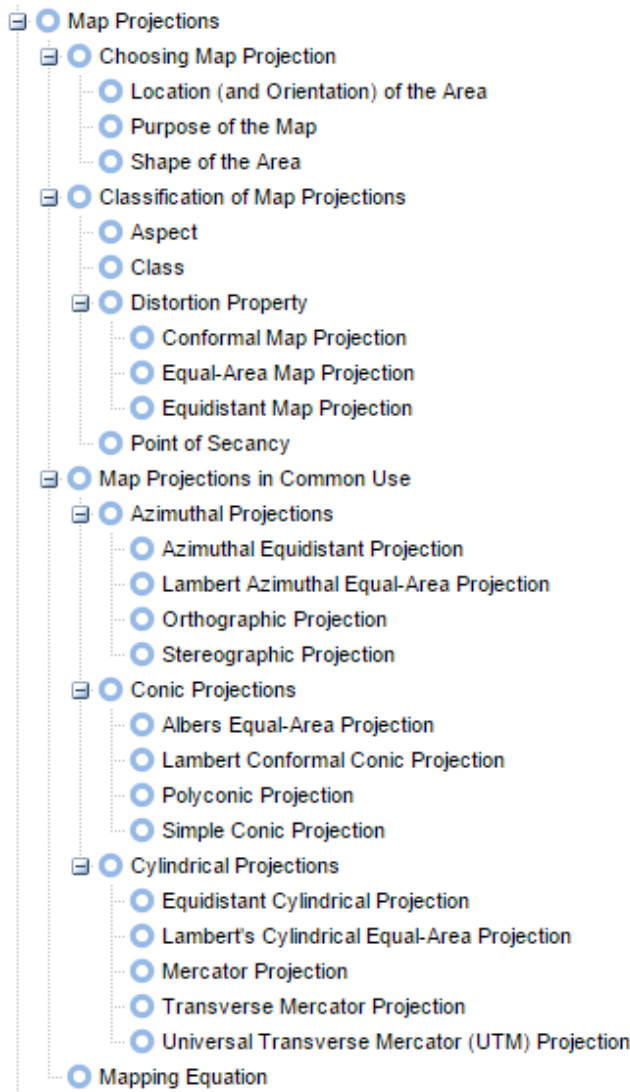 Map Projections
Choosing Map Projection
Location (and Orientation) of the Area
Purpose of the Map
Shape of the Area
Classification of Map Projections
Aspect
Class
Distortion Property
Conformal Map Projection
Equal-Area Map Projection
Equidistant Map Projection
Point of Secancy
Map Projections in Common Use
Azimuthal Projections
Azimuthal Equidistant Projection
Lambert Azimuthal Equal-Area Projection
Orthographic Projection
Stereographic Projection
Conic Projections
Albers Equal-Area Projection
Lambert Conformal Conic Projection
Polyconic Projection
Simple Conic Projection
Cylindrical Projections
Equidistant Cylindrical Projection
Lambert's Cylindrical Equal-Area Projection
Mercator Projection
Transverse Mercator Projection
Universal Transverse Mercator (UTM) Projection
Mapping Equation